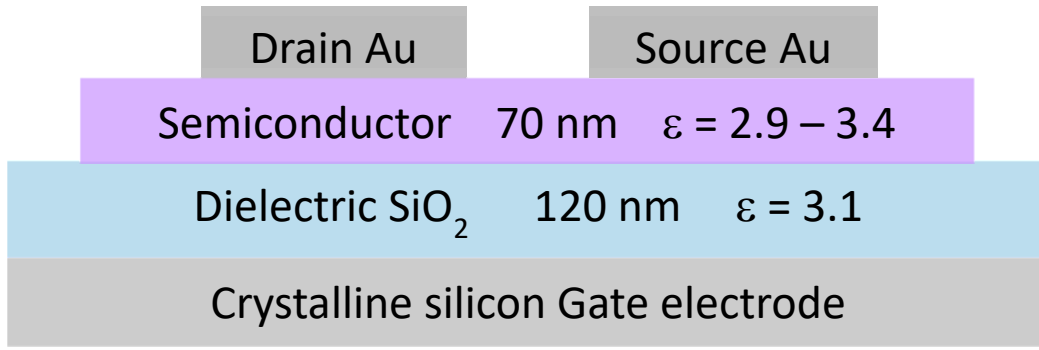 Drain Au Source Au
Semiconductor 70 nm ε = 2.9 – 3.4
Dielectric SiO₂ 120 nm ε = 3.1
Crystalline silicon Gate electrode